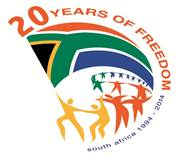 20 YEARS OF FREEDOM
south africa 1994 - 2014